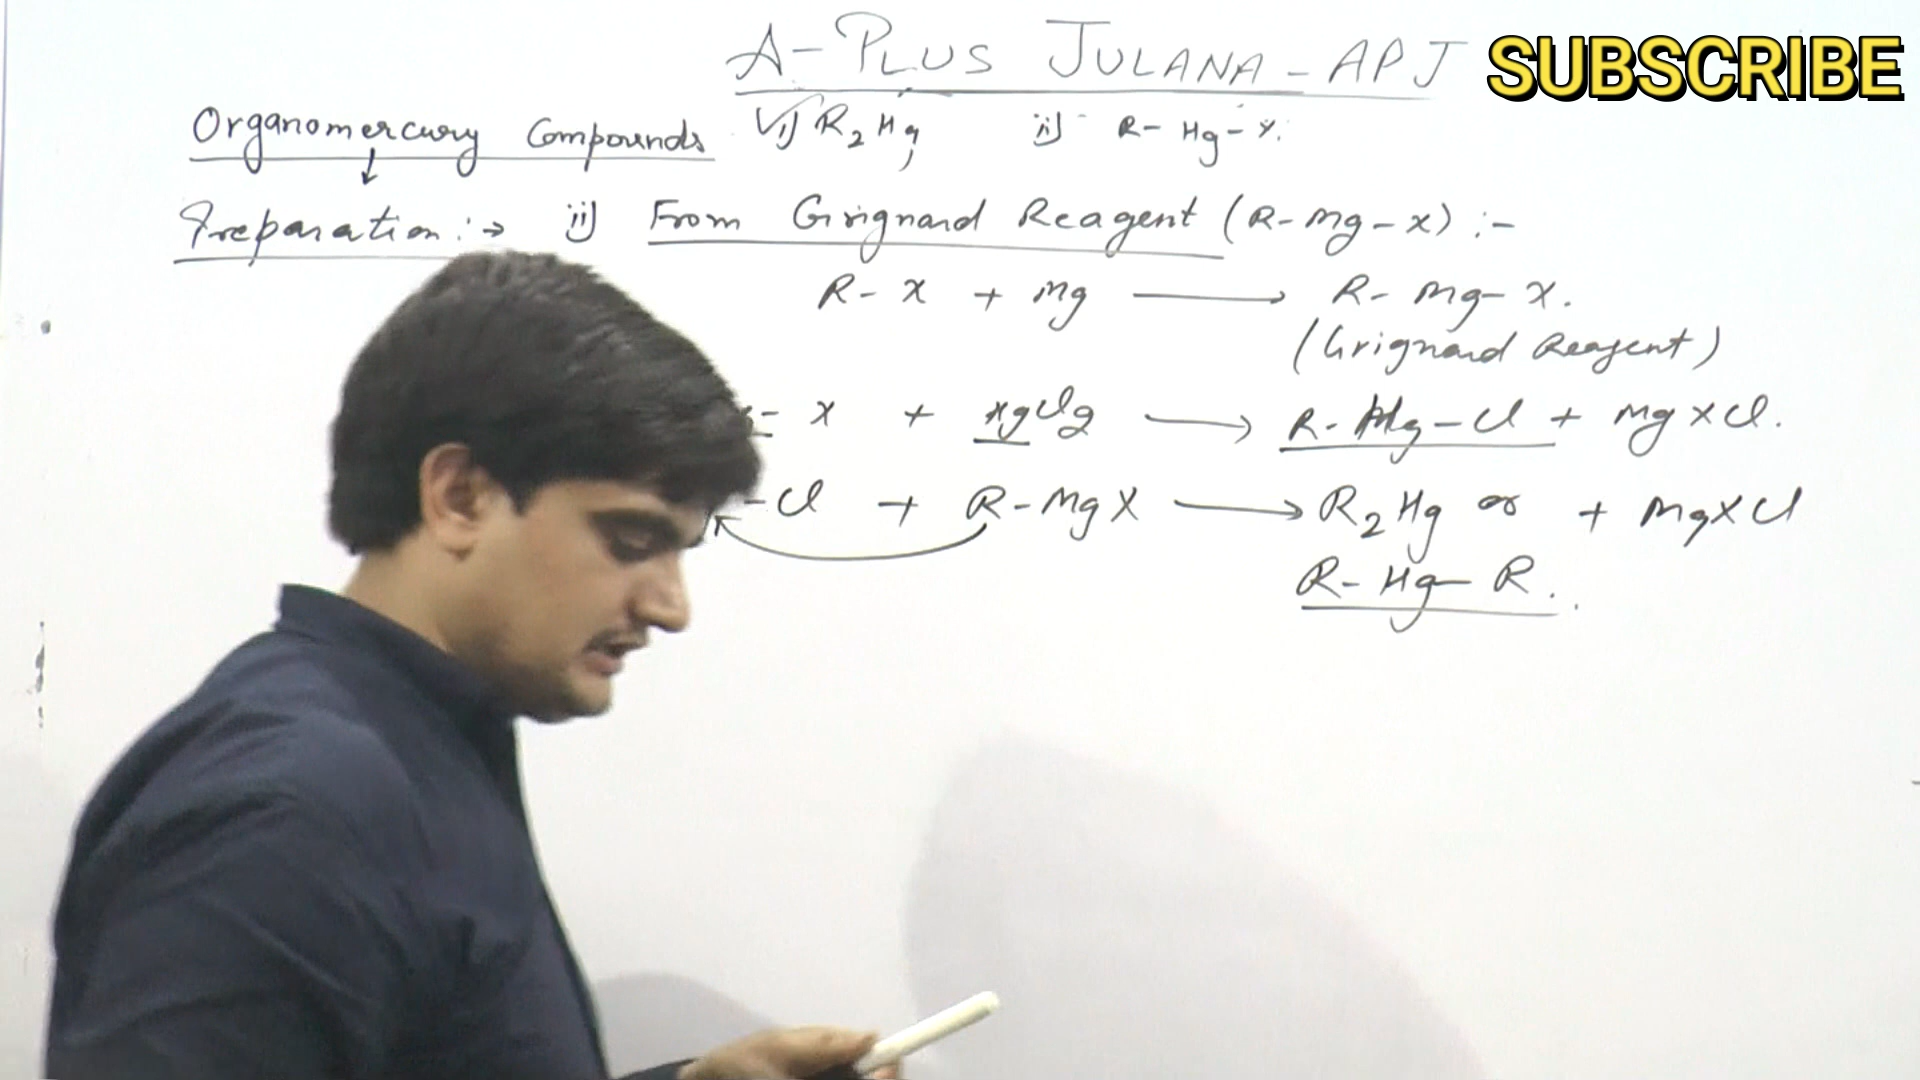 A-PLUS JULANA-APJ
SUBSCRIBE
Organomercury Compounds i) R2Hg ii) R-Hg-X.
Preparation:→ ii) From Grignard Reagent (R-Mg-X):-
R-X + Mg → R-Mg-X.
(Grignard Reagent)
- X + HgCl2 → R-Hg-Cl + MgXCl.
-Cl + R-MgX → R2Hg or + MgXCl
R-Hg-R.